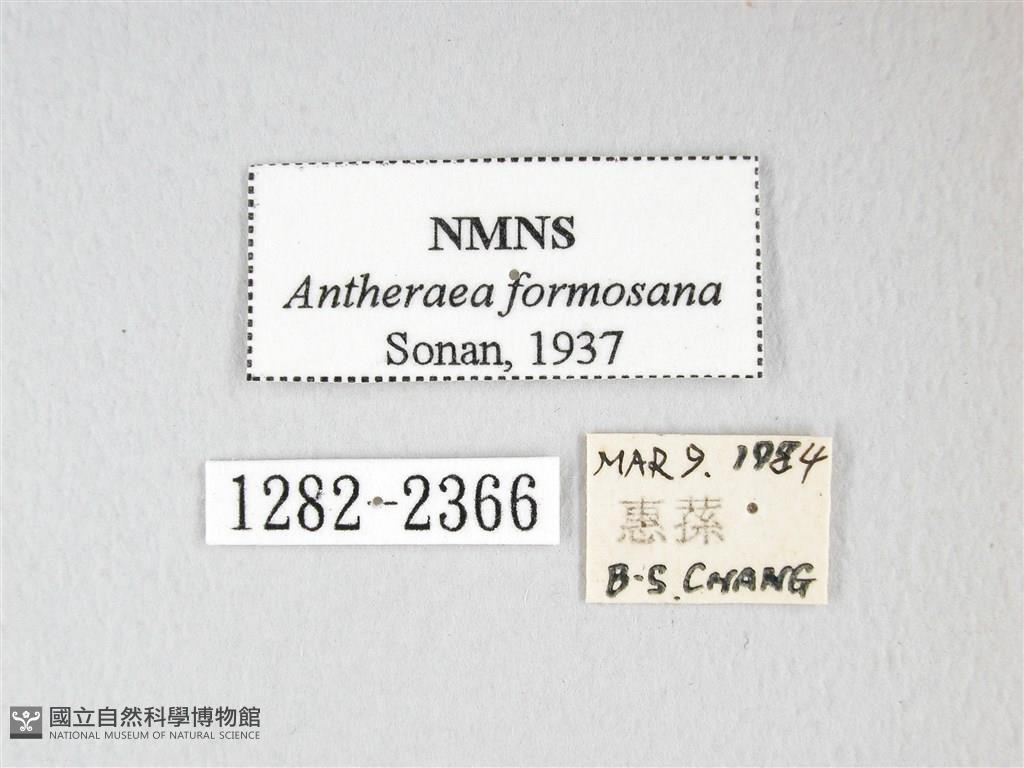 NMNS
Antheraea formosana
Sonan, 1937
1282-2366
MAR 9. 1984
惠蓀
B-S. CHANG
國立自然科學博物館
NATIONAL MUSEUM OF NATURAL SCIENCE